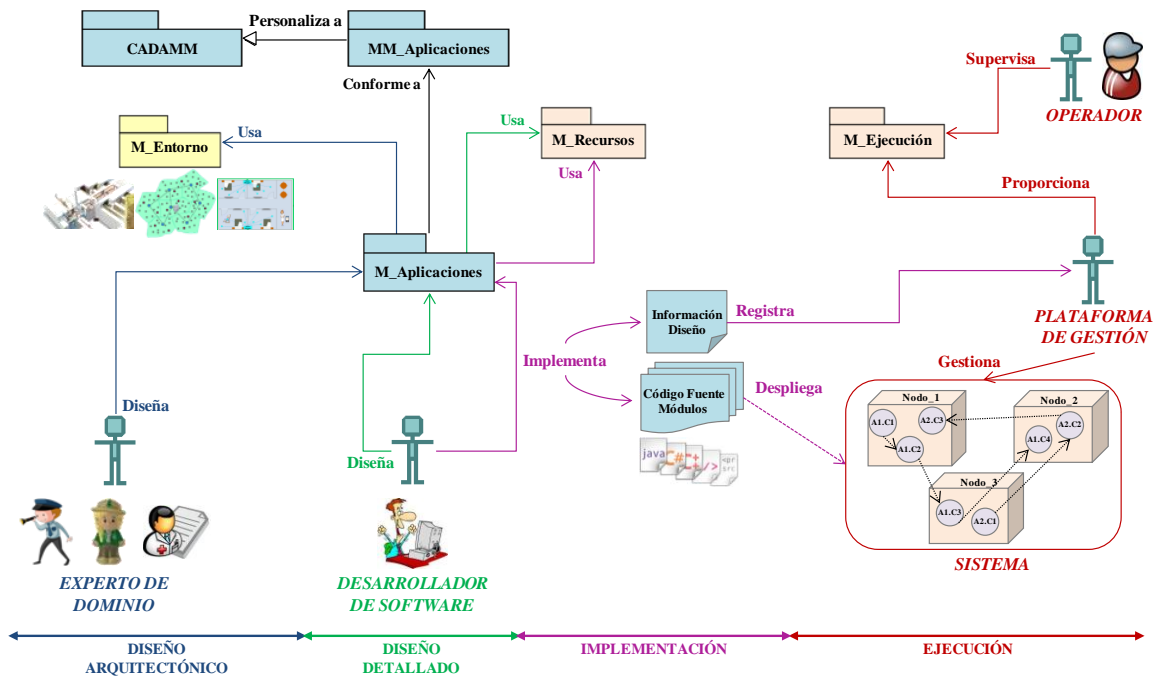 Personaliza a
CADAMM
MM_Aplicaciones
Conforme a
Supervisa
OPERADOR
Usa
M_Entorno
Usa
M_Recursos
Usa
M_Ejecución
Proporciona
M_Aplicaciones
Información
Diseño
Registra
PLATAFORMA
DE GESTIÓN
Implementa
Gestiona
Código Fuente
Módulos
Despliega
Diseña
Diseña
java
C#
C++
</>
<pr
src
Nodo_1
A1.C1
A2.C3
A1.C2
Nodo_2
A2.C2
A1.C4
Nodo_3
A1.C3
A2.C1
SISTEMA
EXPERTO DE
DOMINIO
DESARROLLADOR
DE SOFTWARE
DISEÑO
ARQUITECTÓNICO
DISEÑO
DETALLADO
IMPLEMENTACIÓN
EJECUCIÓN